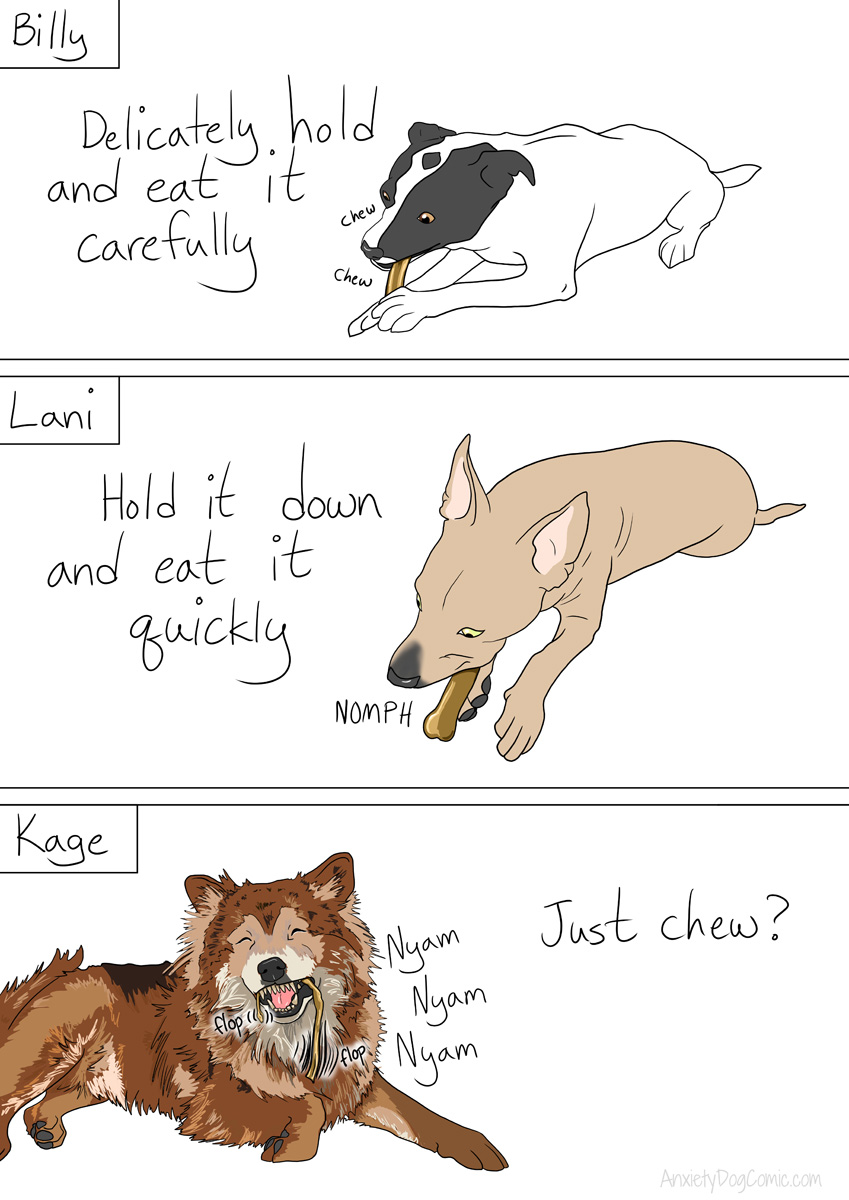 Billy
Delicately hold
and eat it
carefully
chew
chew
Lani
Hold it down
and eat it
quickly
NOMPH
Kage
Just chew?
Nyam
Nyam
Nyam
flop
flop
AnxietyDogComic.com